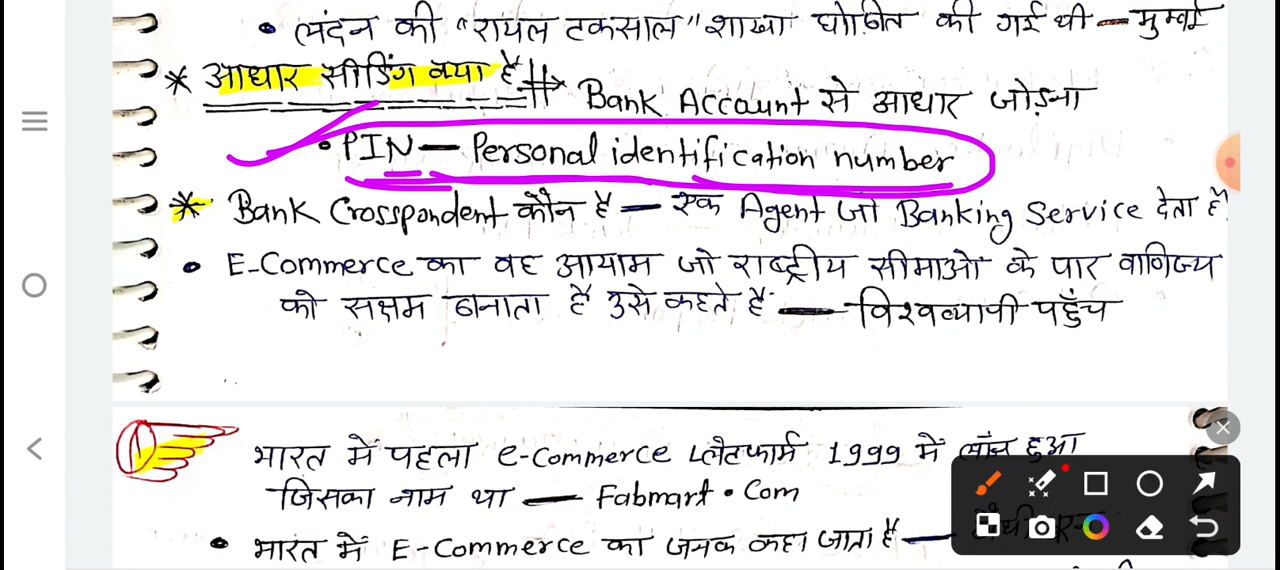 • लंदन की "रायल टकसाल" शाखा घोषित की गई थी — मुम्बई
* आधार सीडिंग क्या है ⇒ Bank Account से आधार जोड़ना
• PIN — Personal identification number
* Bank Crosspondent कौन है — एक Agent जो Banking Service देता है
• E-Commerce का वह आयाम जो राष्ट्रीय सीमाओं के पार वाणिज्य
को सक्षम बनाता है उसे कहते है — विश्वव्यापी पहुँच
भारत में पहला e-Commerce प्लेटफार्म 1999 में लाँच हुआ
जिसका नाम था — Fabmart.Com
• भारत में E-Commerce का जनक कहा जाता है —